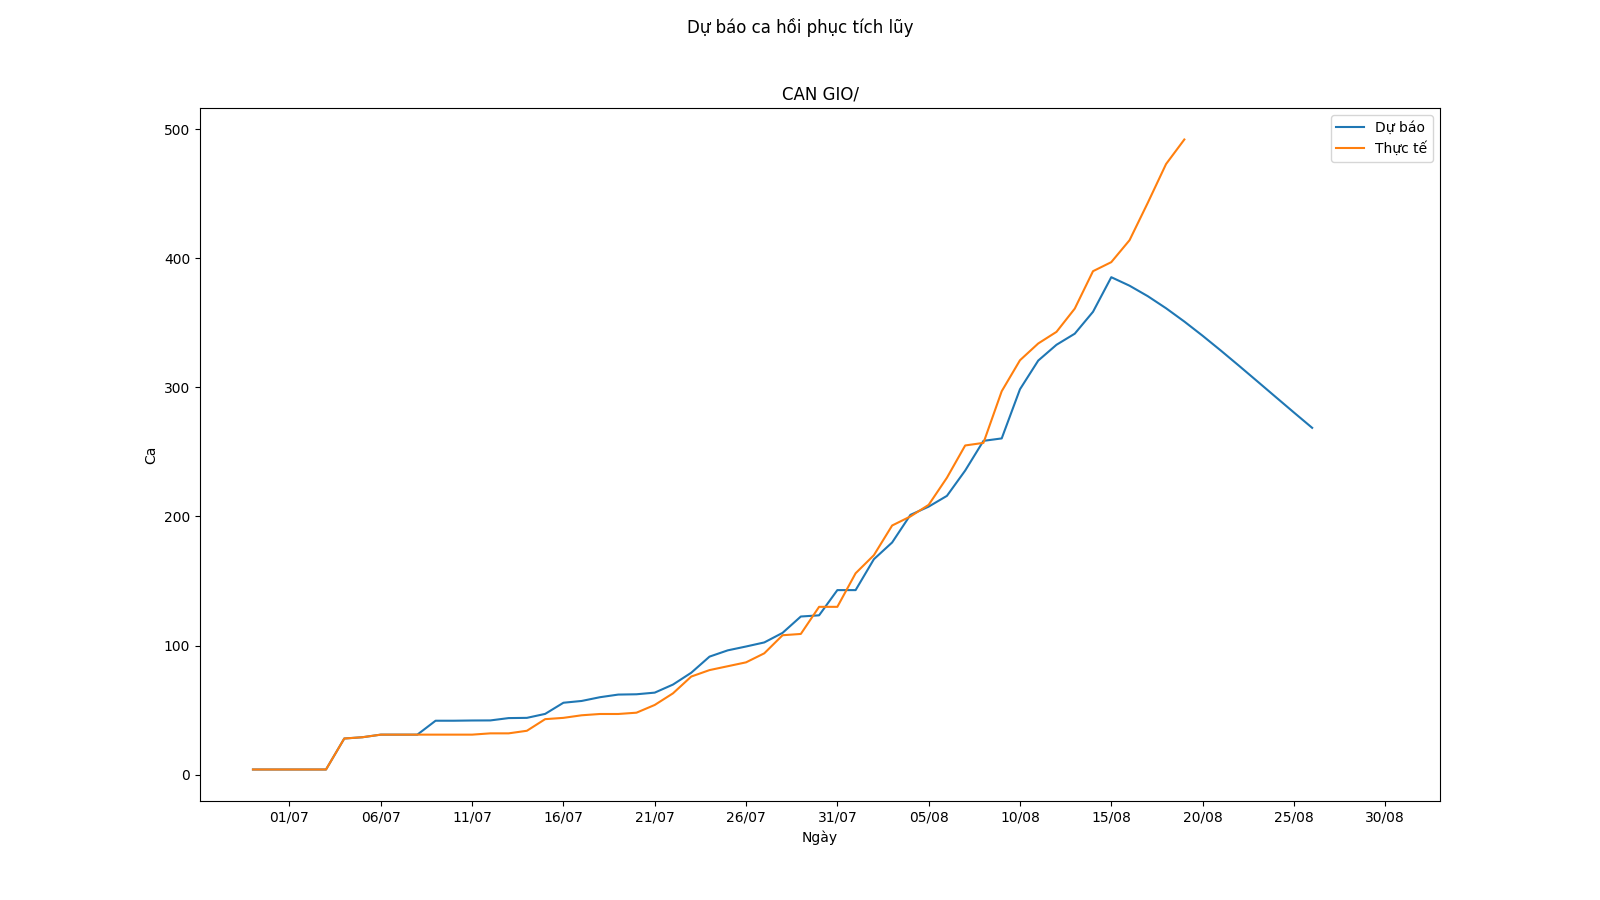 Dự báo ca hồi phục tích lũy
CAN GIO/
Dự báo
Thực tế
500
400
300
200
100
0
Ca
01/07 06/07 11/07 16/07 21/07 26/07 31/07 05/08 10/08 15/08 20/08 25/08 30/08
Ngày